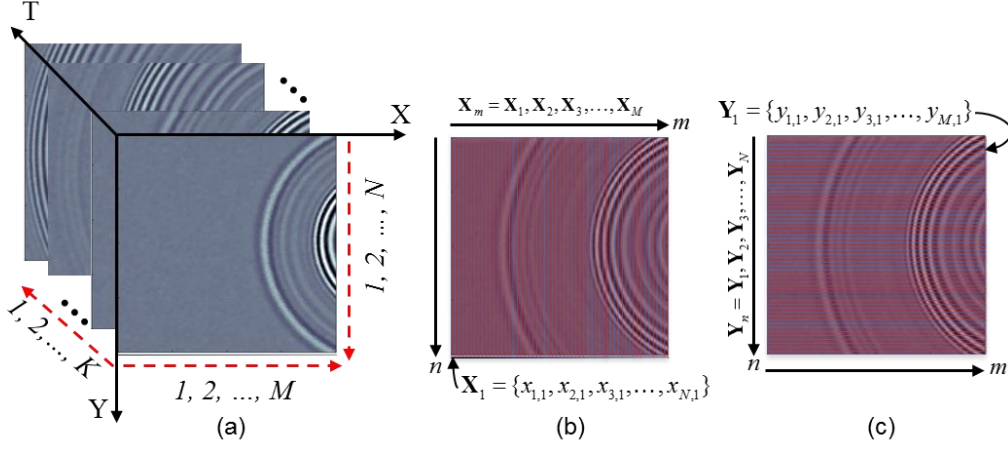 T
X
1, 2, ..., N
1, 2, ..., K
1, 2, ..., M
Y
(a)
X_m = X_1, X_2, X_3, ..., X_M
m
n
X_1 = {x_{1,1}, x_{2,1}, x_{3,1}, ..., x_{N,1}}
(b)
Y_1 = {y_{1,1}, y_{2,1}, y_{3,1}, ..., y_{M,1}}
Y_n = Y_1, Y_2, Y_3, ..., Y_N
n
m
(c)